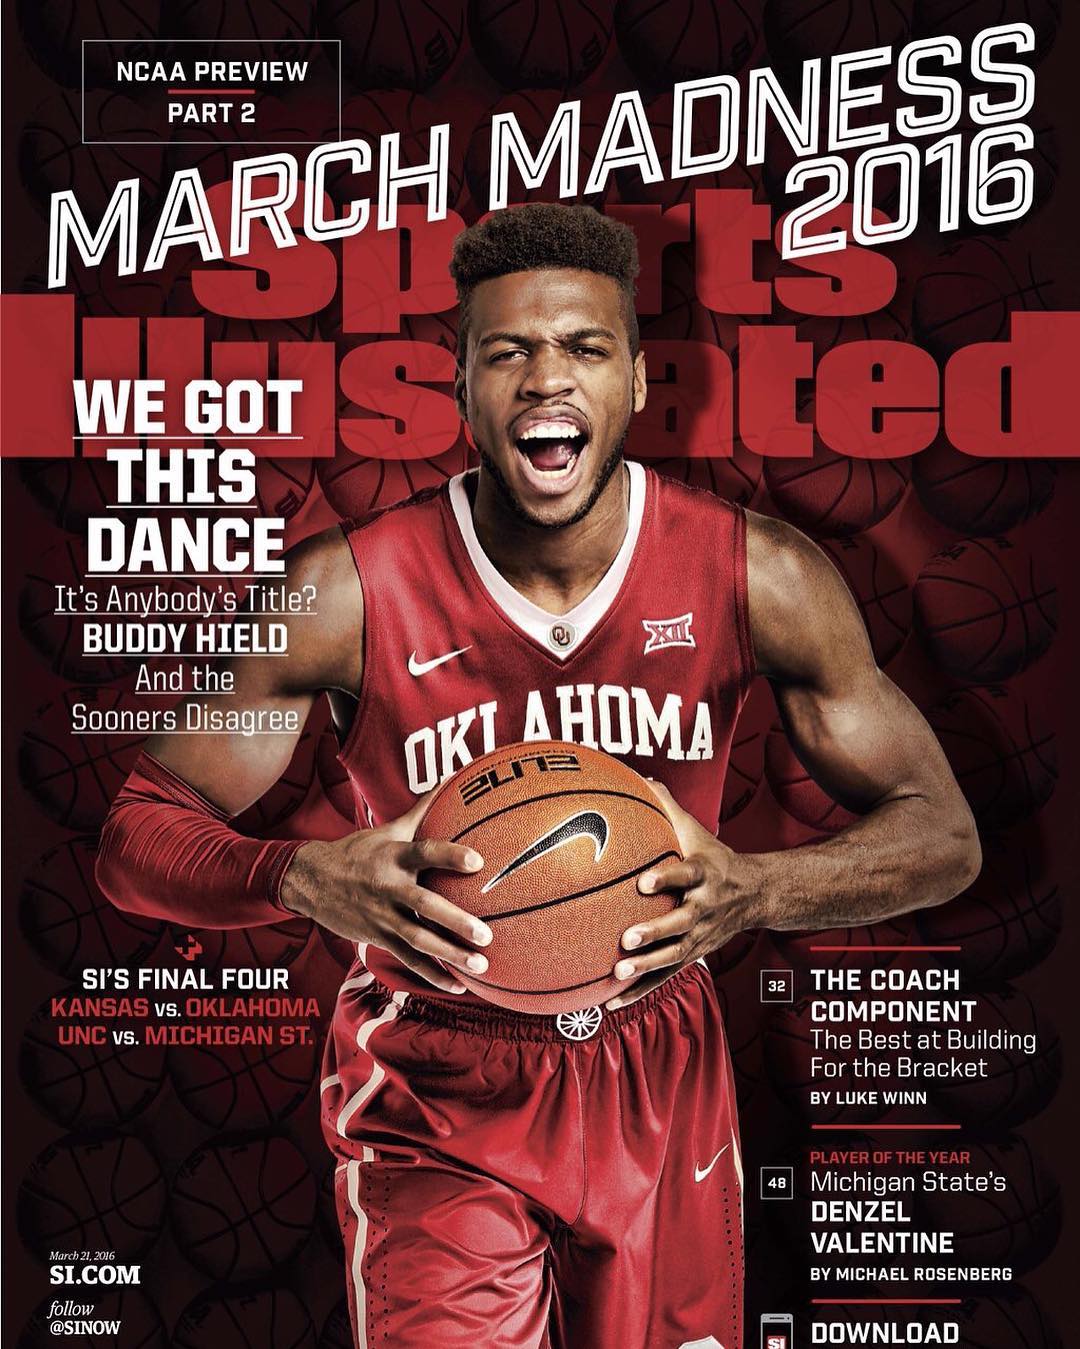 NCAA PREVIEW
PART 2
MARCH MADNESS
2016
Sports
Illustrated
WE GOT
THIS
DANCE
It's Anybody's Title?
BUDDY HIELD
And the
Sooners Disagree
OU
XII
OKLAHOMA
ELITE
SI'S FINAL FOUR
KANSAS vs. OKLAHOMA
UNC vs. MICHIGAN ST.
32
THE COACH
COMPONENT
The Best at Building
For the Bracket
BY LUKE WINN
PLAYER OF THE YEAR
48
Michigan State's
DENZEL
VALENTINE
BY MICHAEL ROSENBERG
March 21, 2016
SI.COM
follow
@SINOW
SI
DOWNLOAD